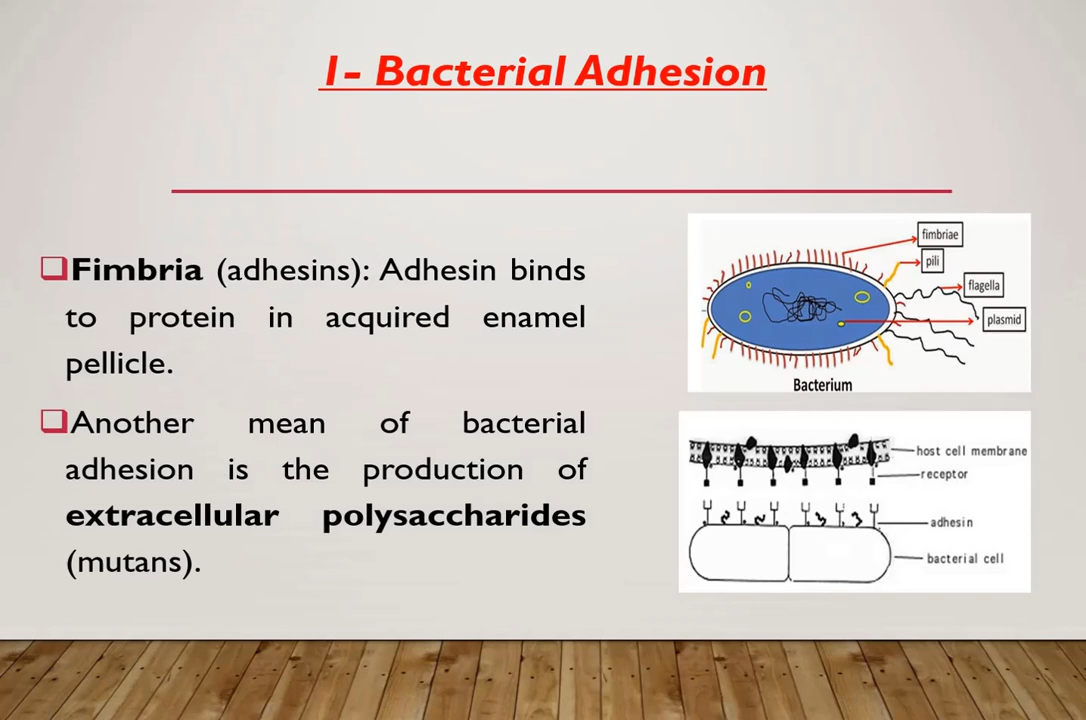 1- Bacterial Adhesion
❑Fimbria (adhesins): Adhesin binds
to protein in acquired enamel
pellicle.
❑Another mean of bacterial
adhesion is the production of
extracellular polysaccharides
(mutans).
fimbriae
pili
flagella
plasmid
Bacterium
host cell membrane
receptor
adhesin
bacterial cell